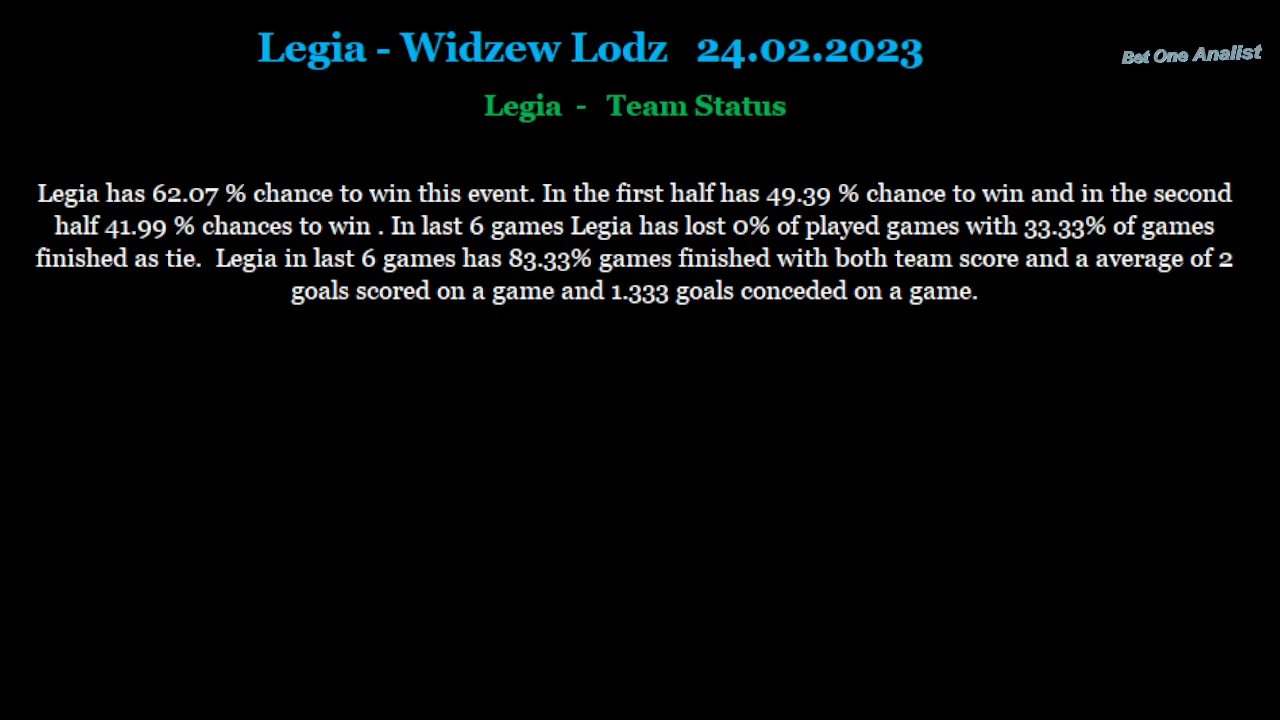 Legia - Widzew Lodz 24.02.2023
Bet One Analist
Legia - Team Status
Legia has 62.07 % chance to win this event. In the first half has 49.39 % chance to win and in the second
half 41.99 % chances to win . In last 6 games Legia has lost 0% of played games with 33.33% of games
finished as tie. Legia in last 6 games has 83.33% games finished with both team score and a average of 2
goals scored on a game and 1.333 goals conceded on a game.